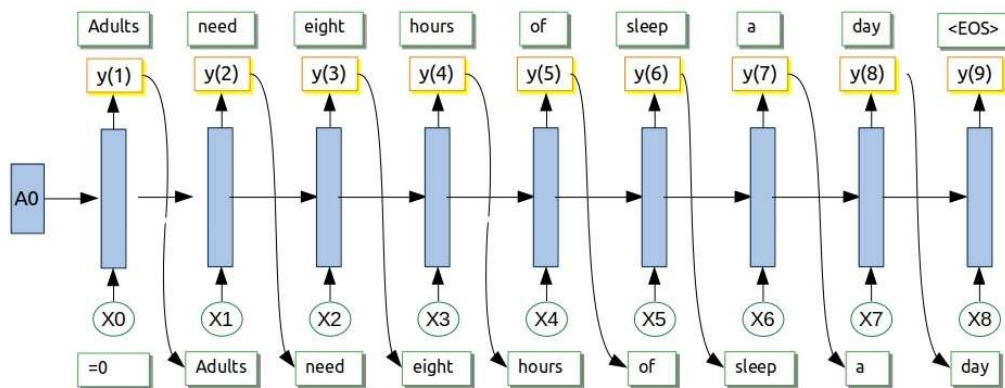 Adults need eight hours of sleep a day <EOS>
y(1) y(2) y(3) y(4) y(5) y(6) y(7) y(8) y(9)
A0
X0 X1 X2 X3 X4 X5 X6 X7 X8
=0 Adults need eight hours of sleep a day